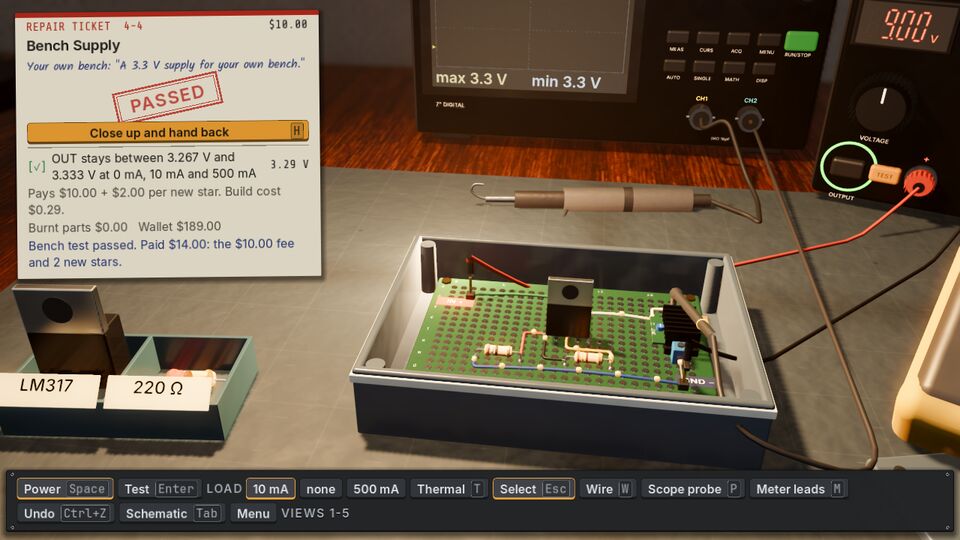 REPAIR TICKET 4-4 $10.00
Bench Supply
Your own bench: "A 3.3 V supply for your own bench."
PASSED
Close up and hand back H
[✓] OUT stays between 3.267 V and 3.29 V
3.333 V at 0 mA, 10 mA and 500 mA
Pays $10.00 + $2.00 per new star. Build cost
$0.29.
Burnt parts $0.00 Wallet $189.00
Bench test passed. Paid $14.00: the $10.00 fee
and 2 new stars.
max 3.3 V min 3.3 V
7" DIGITAL
MEAS CURS ACQ MENU RUN/STOP
AUTO SINGLE MATH DISP
CH1 CH2
9.00 V
VOLTAGE
OUTPUT
TEST
+
IN +
GND −
LM317
220 Ω
Power Space Test Enter LOAD 10 mA none 500 mA Thermal T Select Esc Wire W Scope probe P Meter leads M
Undo Ctrl+Z Schematic Tab Menu VIEWS 1-5